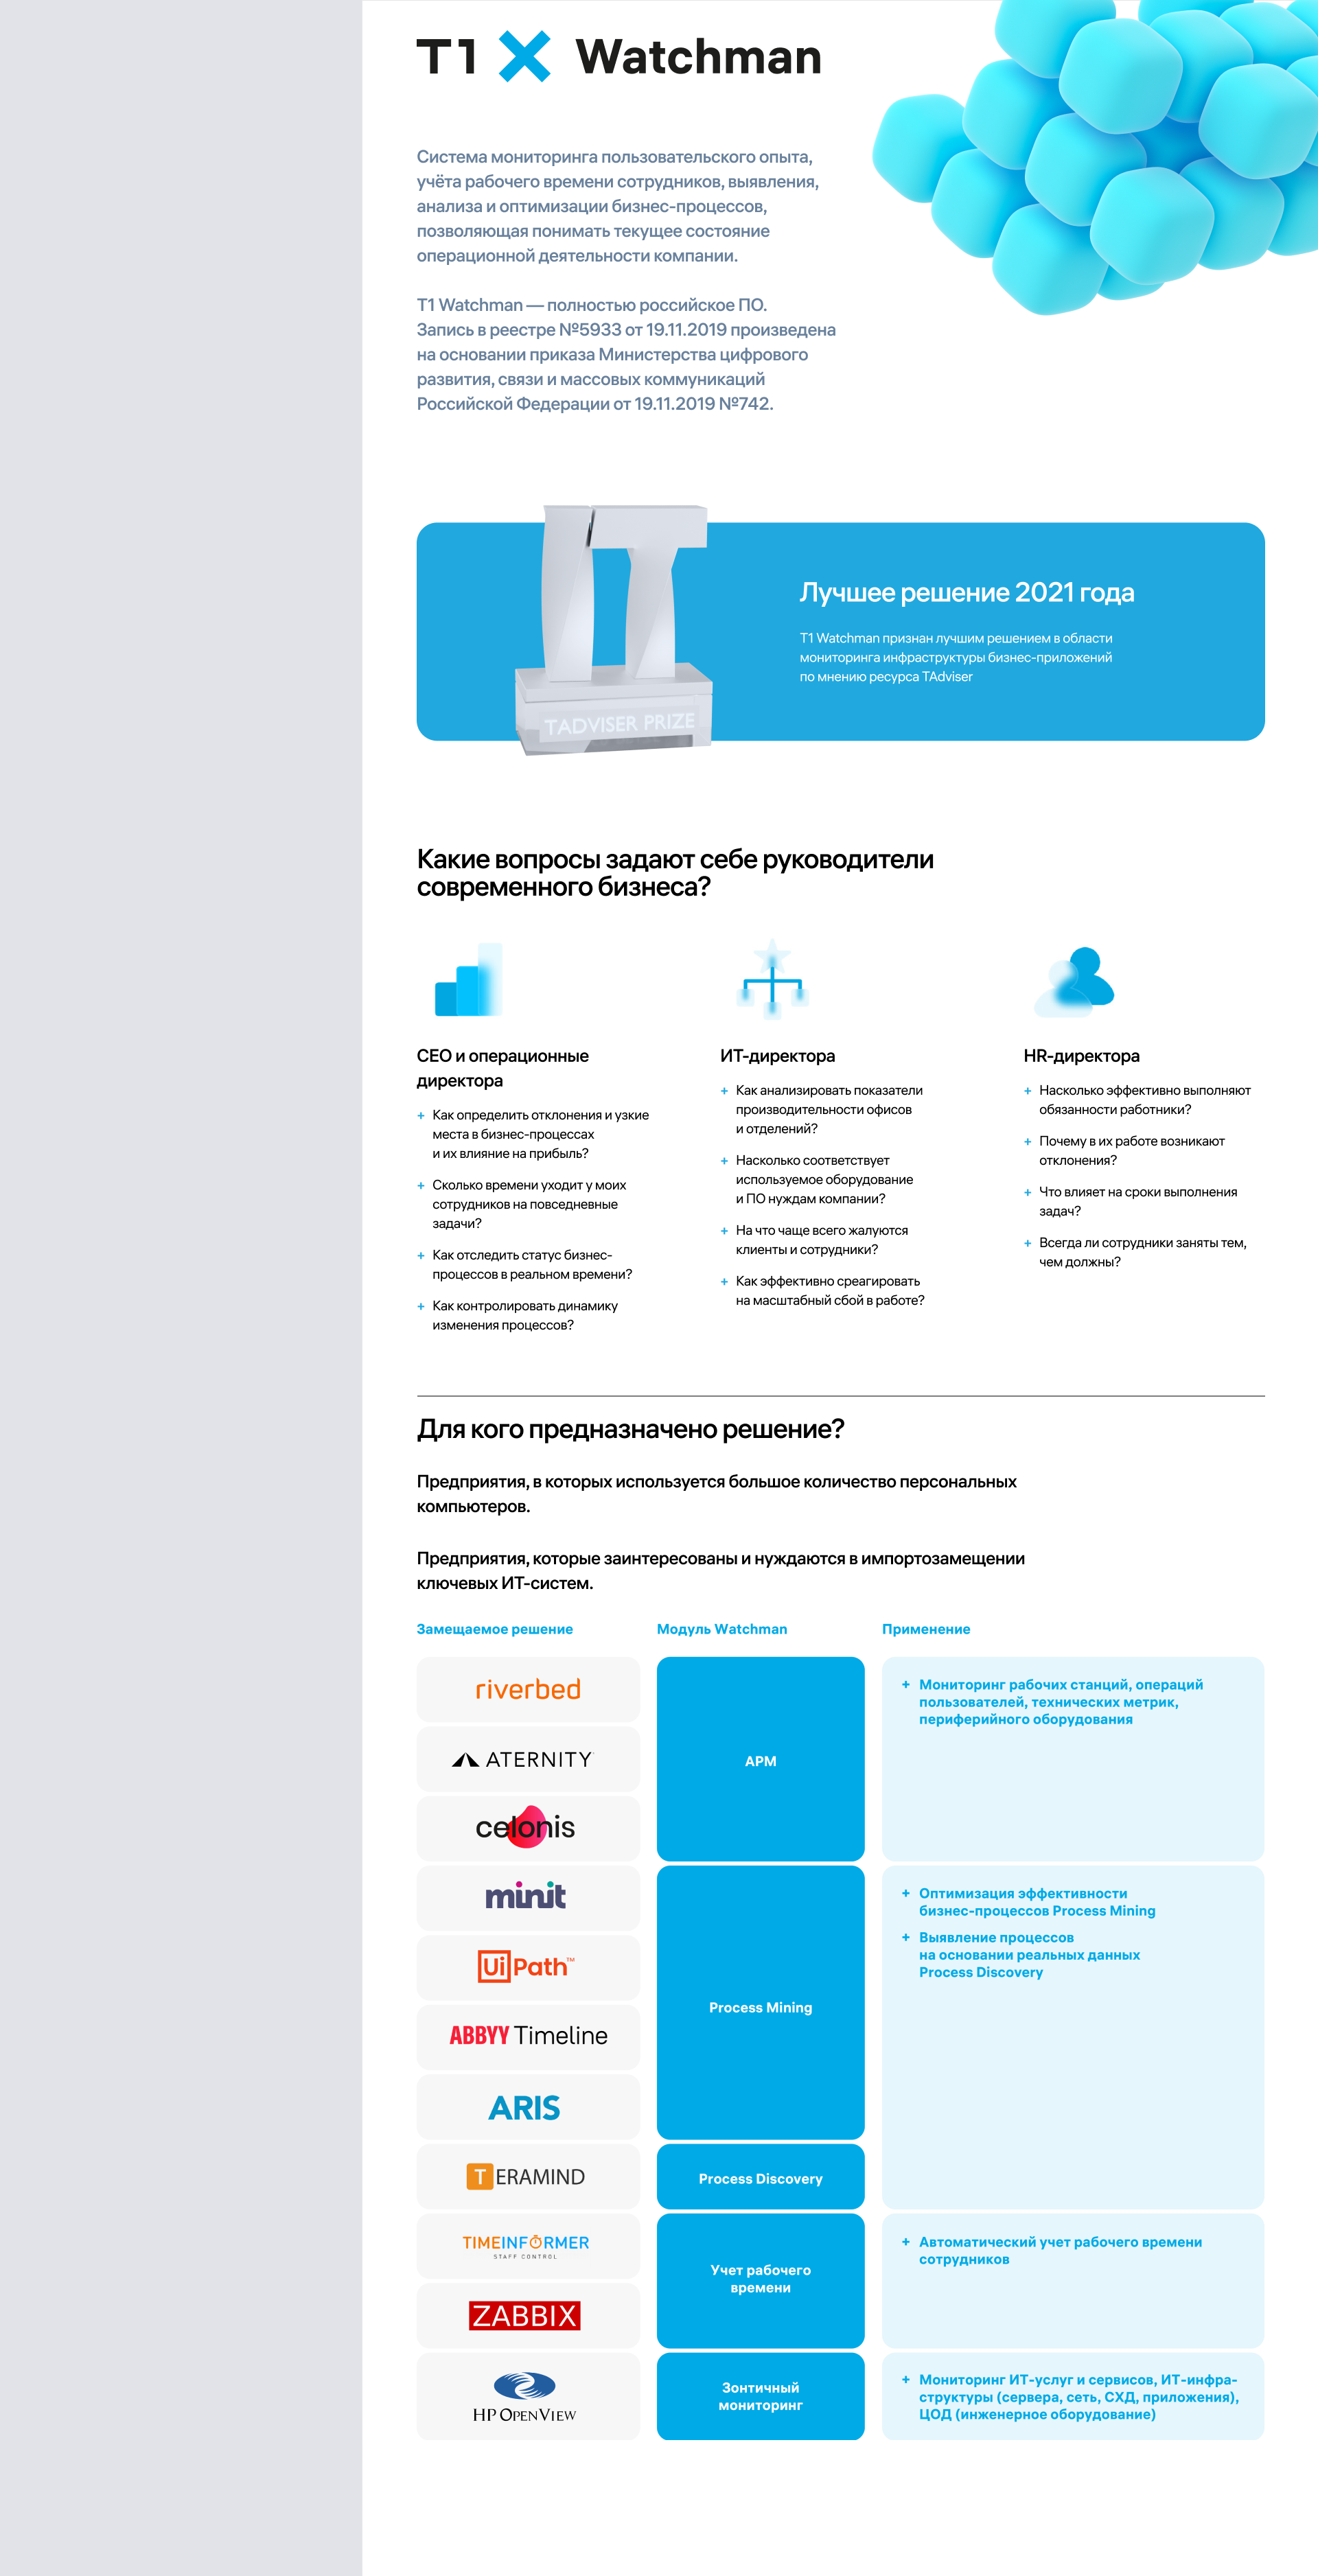 T1 Watchman
Система мониторинга пользовательского опыта,
учёта рабочего времени сотрудников, выявления,
анализа и оптимизации бизнес-процессов,
позволяющая понимать текущее состояние
операционной деятельности компании.
T1 Watchman — полностью российское ПО.
Запись в реестре №5933 от 19.11.2019 произведена
на основании приказа Министерства цифрового
развития, связи и массовых коммуникаций
Российской Федерации от 19.11.2019 №742.
TADVISER PRIZE
Лучшее решение 2021 года
T1 Watchman признан лучшим решением в области
мониторинга инфраструктуры бизнес-приложений
по мнению ресурса TAdviser
Какие вопросы задают себе руководители
современного бизнеса?
CEO и операционные
директора
+ Как определить отклонения и узкие
места в бизнес-процессах
и их влияние на прибыль?
+ Сколько времени уходит у моих
сотрудников на повседневные
задачи?
+ Как отследить статус бизнес-
процессов в реальном времени?
+ Как контролировать динамику
изменения процессов?
ИТ-директора
+ Как анализировать показатели
производительности офисов
и отделений?
+ Насколько соответствует
используемое оборудование
и ПО нуждам компании?
+ На что чаще всего жалуются
клиенты и сотрудники?
+ Как эффективно среагировать
на масштабный сбой в работе?
HR-директора
+ Насколько эффективно выполняют
обязанности работники?
+ Почему в их работе возникают
отклонения?
+ Что влияет на сроки выполнения
задач?
+ Всегда ли сотрудники заняты тем,
чем должны?
Для кого предназначено решение?
Предприятия, в которых используется большое количество персональных
компьютеров.
Предприятия, которые заинтересованы и нуждаются в импортозамещении
ключевых ИТ-систем.
Замещаемое решение
Модуль Watchman
Применение
riverbed
ATERNITY
celonis
minit
UiPath™
ABBYY Timeline
ARIS
TERAMIND
TIMEINFORMER
STAFF CONTROL
ZABBIX
HP OPENVIEW
APM
Process Mining
Process Discovery
Учет рабочего
времени
Зонтичный
мониторинг
+ Мониторинг рабочих станций, операций
пользователей, технических метрик,
периферийного оборудования
+ Оптимизация эффективности
бизнес-процессов Process Mining
+ Выявление процессов
на основании реальных данных
Process Discovery
+ Автоматический учет рабочего времени
сотрудников
+ Мониторинг ИТ-услуг и сервисов, ИТ-инфра-
структуры (сервера, сеть, СХД, приложения),
ЦОД (инженерное оборудование)